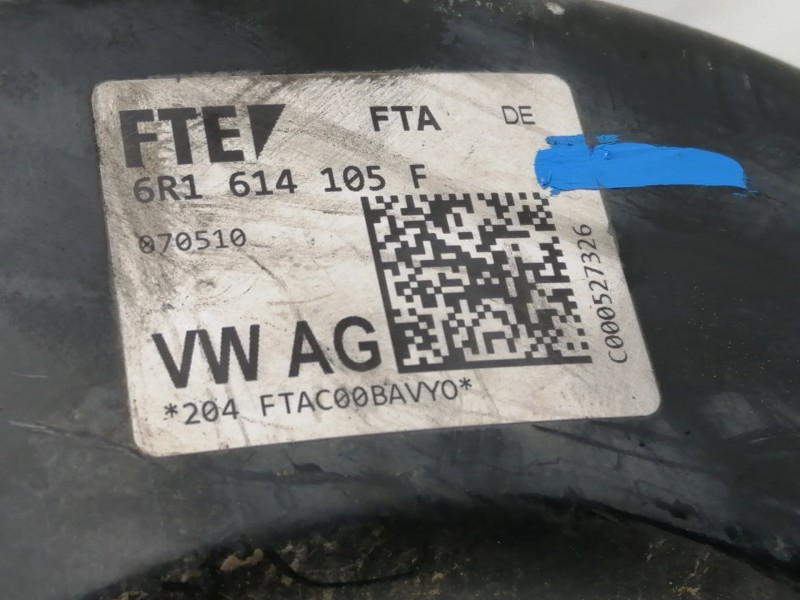 FTE FTA DE
6R1 614 105 F
070510
C000527326
VW AG
*204 FTAC00BAVYO*